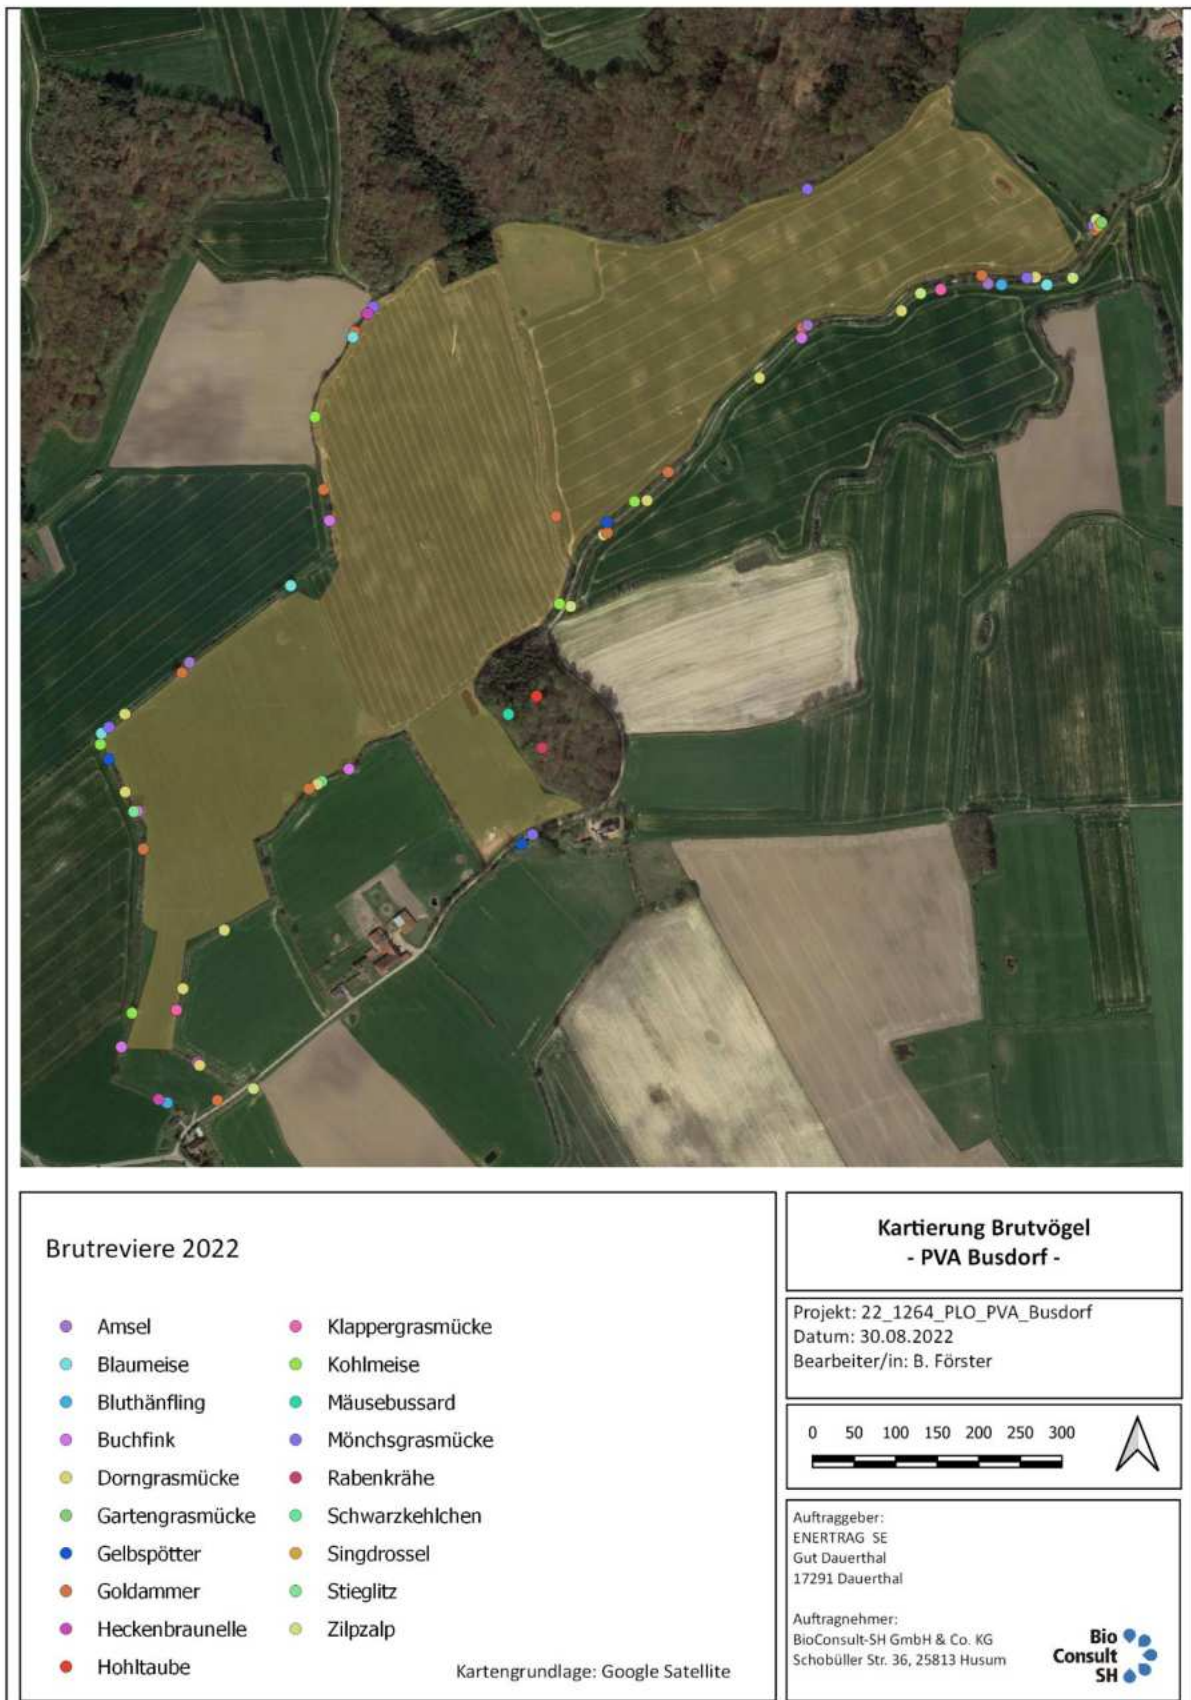 Brutreviere 2022
Amsel
Blaumeise
Bluthänfling
Buchfink
Dorngrasmücke
Gartengrasmücke
Gelbspötter
Goldammer
Heckenbraunelle
Hohltaube
Klappergrasmücke
Kohlmeise
Mäusebussard
Mönchsgrasmücke
Rabenkrähe
Schwarzkehlchen
Singdrossel
Stieglitz
Zilpzalp
Kartengrundlage: Google Satellite
Kartierung Brutvögel
- PVA Busdorf -
Projekt: 22_1264_PLO_PVA_Busdorf
Datum: 30.08.2022
Bearbeiter/in: B. Förster
0 50 100 150 200 250 300
Auftraggeber:
ENERTRAG SE
Gut Dauerthal
17291 Dauerthal
Auftragnehmer:
BioConsult-SH GmbH & Co. KG
Schobüller Str. 36, 25813 Husum
Bio
Consult
SH